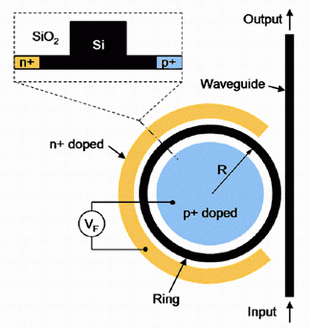 Output
SiO2
Si
n+
p+
Waveguide
n+ doped
R
p+ doped
VF
Ring
Input